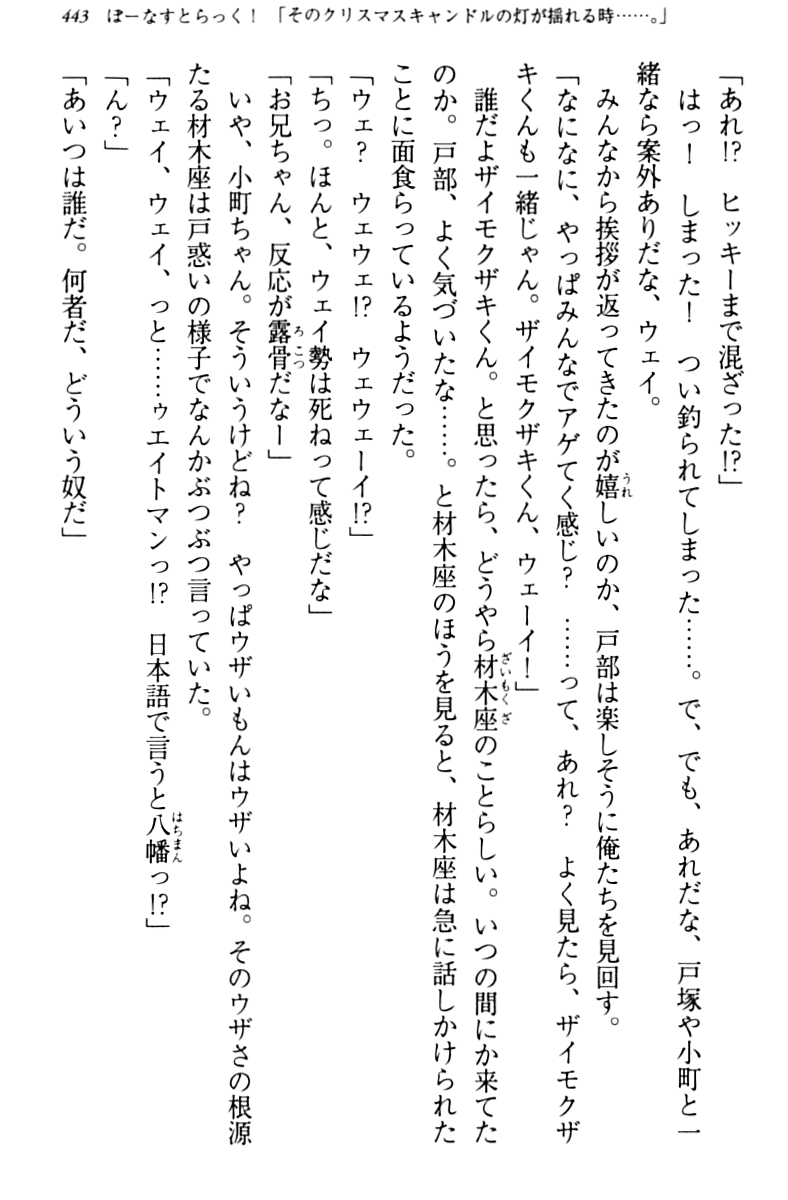 443 ぼーなすとらっく！ 「そのクリスマスキャンドルの灯が揺れる時……。」
「あれ!?　ヒッキーまで混ざった!?」
　はっ！　しまった！　つい釣られてしまった……。で、でも、あれだな、戸塚や小町と一
緒なら案外ありだな、ウェイ。
　みんなから挨拶が返ってきたのが嬉しいのか、戸部は楽しそうに俺たちを見回す。
「なになに、やっぱみんなでアゲてく感じ？　……って、あれ？　よく見たら、ザイモクザ
キくんも一緒じゃん。ザイモクザキくん、ウェーイ！」
　誰だよザイモクザキくん。と思ったら、どうやら材木座のことらしい。いつの間にか来てた
のか。戸部、よく気づいたな……。と材木座のほうを見ると、材木座は急に話しかけられた
ことに面食らっているようだった。
「ウェ？　ウェウェ!?　ウェウェーイ!?」
「ちっ。ほんと、ウェイ勢は死ねって感じだな」
「お兄ちゃん、反応が露骨だなー」
　いや、小町ちゃん。そういうけどね？　やっぱウザいもんはウザいよね。そのウザさの根源
たる材木座は戸惑いの様子でなんかぶつぶつ言っていた。
「ウェイ、ウェイ、っと……ゥエイトマンっ!?　日本語で言うと八幡っ!?」
「ん？」
「あいつは誰だ。何者だ、どういう奴だ」